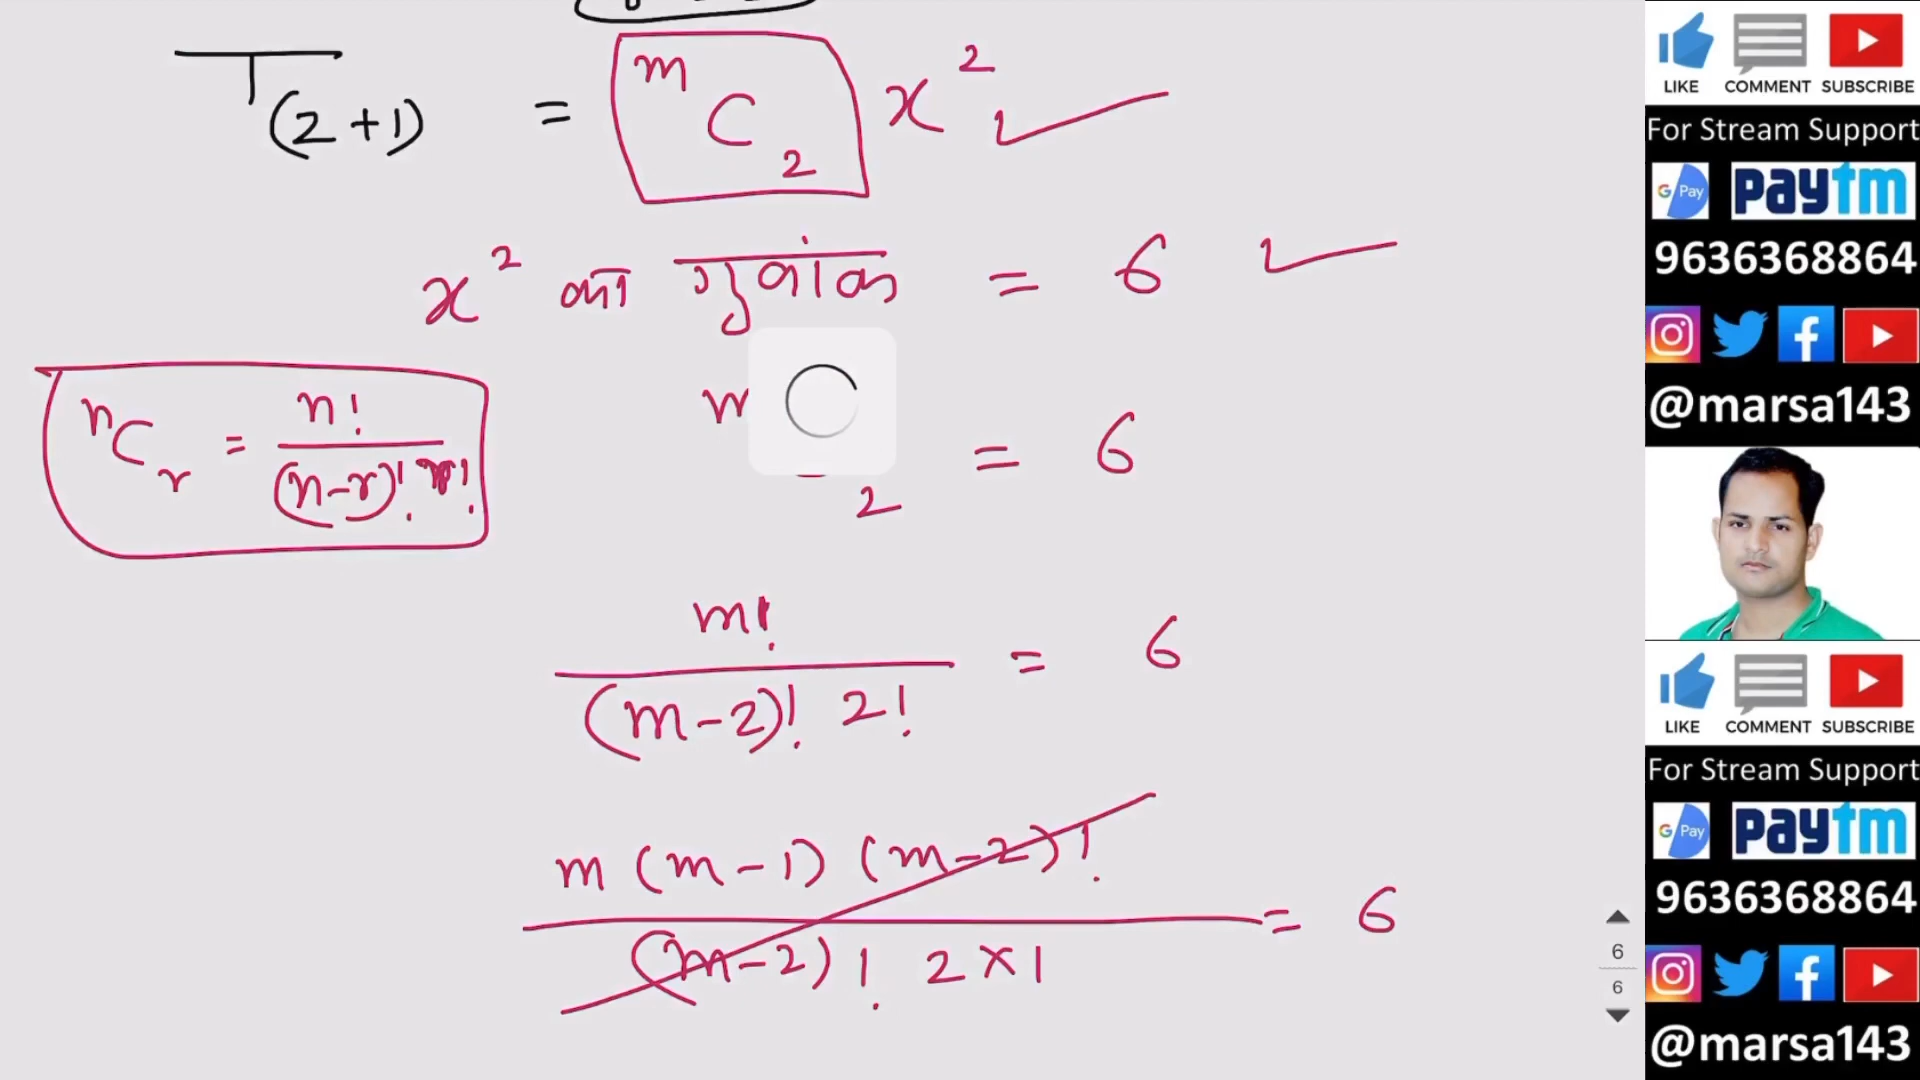 T(2+1) = ᵐC₂ x² ✓
x² का गुणांक = 6 ✓
ⁿCᵣ = n! / (n-r)! r!
m 2 = 6
m! / (m-2)! 2! = 6
m (m-1) (m-2)! / (m-2)! 2×1 = 6
6
6
LIKE COMMENT SUBSCRIBE
For Stream Support
G Pay paytm
9636368864
@marsa143
LIKE COMMENT SUBSCRIBE
For Stream Support
G Pay paytm
9636368864
@marsa143